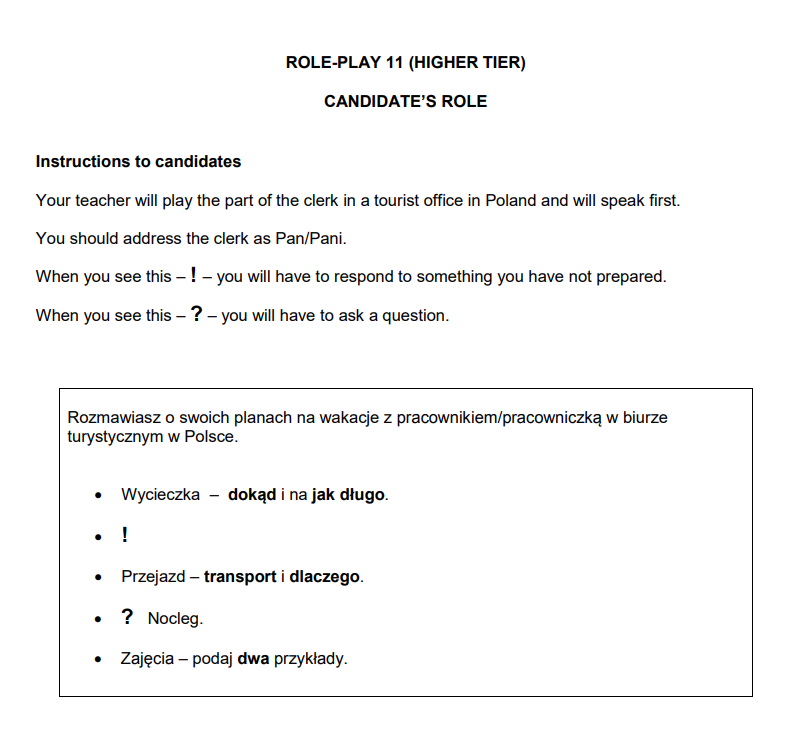 ROLE-PLAY 11 (HIGHER TIER)
CANDIDATE’S ROLE
Instructions to candidates
Your teacher will play the part of the clerk in a tourist office in Poland and will speak first.
You should address the clerk as Pan/Pani.
When you see this – ! – you will have to respond to something you have not prepared.
When you see this – ? – you will have to ask a question.
Rozmawiasz o swoich planach na wakacje z pracownikiem/pracowniczką w biurze
turystycznym w Polsce.
• Wycieczka – dokąd i na jak długo.
• !
• Przejazd – transport i dlaczego.
• ? Nocleg.
• Zajęcia – podaj dwa przykłady.